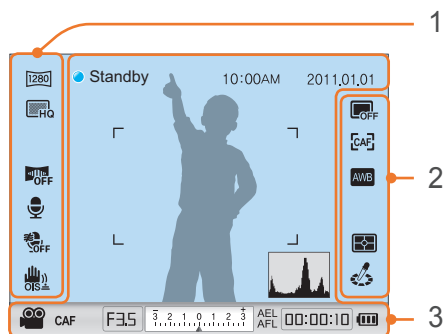 1
1280
Standby 10:00AM 2011.01.01
HQ
OFF
CAF
OFF
AWB
2
OFF
OIS
CAF F3.5 3 2 1 0 1 2 3 AEL AFL 00:00:10
3